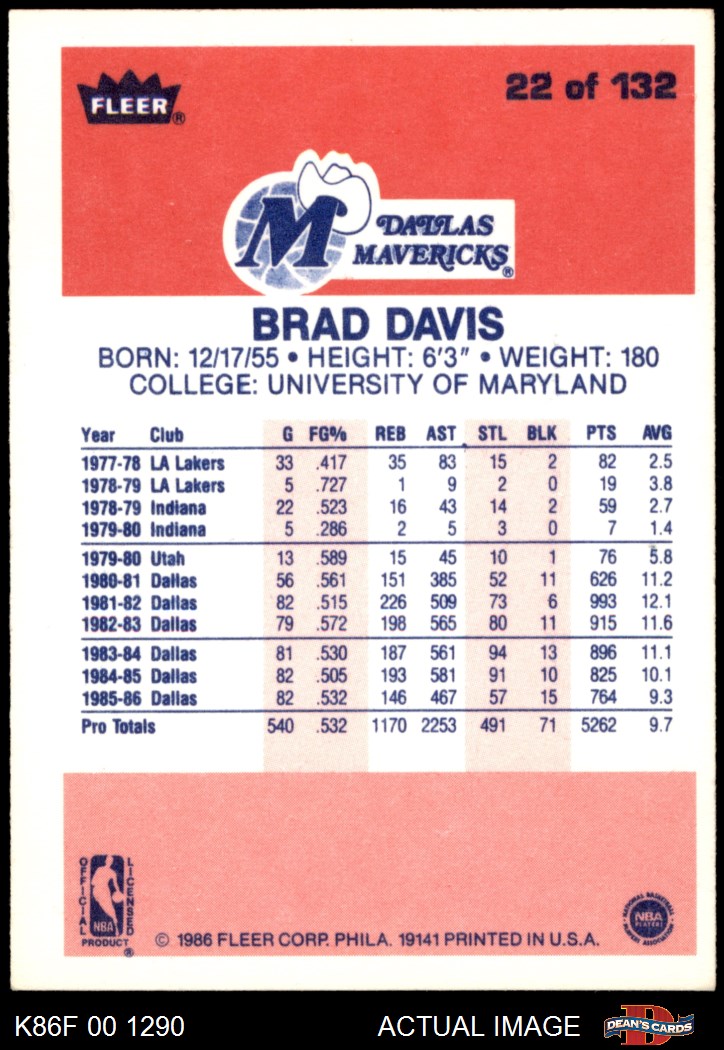 FLEER®
22 of 132
M DALLAS
MAVERICKS®
BRAD DAVIS
BORN: 12/17/55 • HEIGHT: 6'3" • WEIGHT: 180
COLLEGE: UNIVERSITY OF MARYLAND
Year Club G FG% REB AST STL BLK PTS AVG
1977-78 LA Lakers 33 .417 35 83 15 2 82 2.5
1978-79 LA Lakers 5 .727 1 9 2 0 19 3.8
1978-79 Indiana 22 .523 16 43 14 2 59 2.7
1979-80 Indiana 5 .286 2 5 3 0 7 1.4
1979-80 Utah 13 .589 15 45 10 1 76 5.8
1980-81 Dallas 56 .561 151 385 52 11 626 11.2
1981-82 Dallas 82 .515 226 509 73 6 993 12.1
1982-83 Dallas 79 .572 198 565 80 11 915 11.6
1983-84 Dallas 81 .530 187 561 94 13 896 11.1
1984-85 Dallas 82 .505 193 581 91 10 825 10.1
1985-86 Dallas 82 .532 146 467 57 15 764 9.3
Pro Totals 540 .532 1170 2253 491 71 5262 9.7
OFFICIAL
NBA
LICENSED
PRODUCT®
© 1986 FLEER CORP. PHILA. 19141 PRINTED IN U.S.A.
NATIONAL BASKETBALL
NBA
PLAYERS
PLAYERS ASSOCIATION
K86F 00 1290
ACTUAL IMAGE
D
DEAN'S CARDS